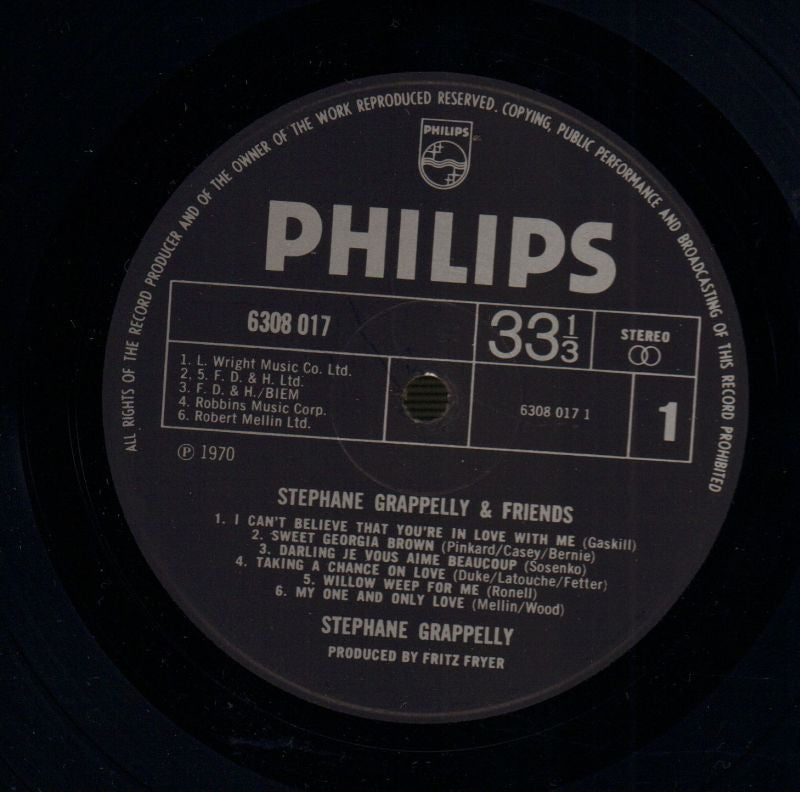 ALL RIGHTS OF THE RECORD PRODUCER AND OF THE OWNER OF THE WORK REPRODUCED RESERVED. COPYING, PUBLIC PERFORMANCE AND BROADCASTING OF THIS RECORD PROHIBITED
PHILIPS
PHILIPS
6308 017
33 1/3
STEREO
1. L. Wright Music Co. Ltd.
2, 5. F. D. & H. Ltd.
3. F. D. & H./BIEM
4. Robbins Music Corp.
6. Robert Mellin Ltd.
6308 017 1
1
Ⓟ 1970
STEPHANE GRAPPELLY & FRIENDS
1. I CAN'T BELIEVE THAT YOU'RE IN LOVE WITH ME (Gaskill)
2. SWEET GEORGIA BROWN (Pinkard/Casey/Bernie)
3. DARLING JE VOUS AIME BEAUCOUP (Sosenko)
4. TAKING A CHANCE ON LOVE (Duke/Latouche/Fetter)
5. WILLOW WEEP FOR ME (Ronell)
6. MY ONE AND ONLY LOVE (Mellin/Wood)
STEPHANE GRAPPELLY
PRODUCED BY FRITZ FRYER